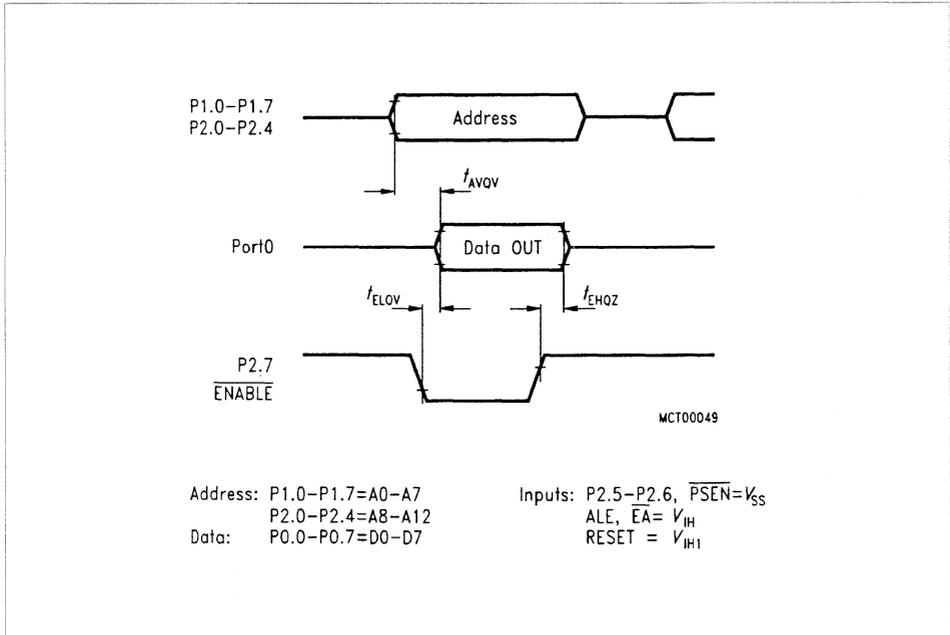 P1.0-P1.7
P2.0-P2.4
Address
tAVQV
Port0
Data OUT
tELQV
tEHQZ
P2.7
ENABLE
MCT00049
Address: P1.0-P1.7=A0-A7
P2.0-P2.4=A8-A12
Data: P0.0-P0.7=D0-D7
Inputs: P2.5-P2.6, PSEN=VSS
ALE, EA= VIH
RESET = VIH1